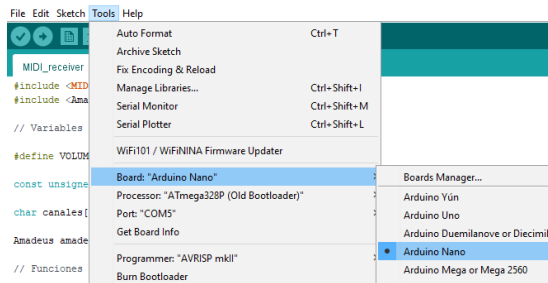 File Edit Sketch Tools Help
Auto Format Ctrl+T
Archive Sketch
MIDI_receiver Fix Encoding & Reload
#include <MID Manage Libraries... Ctrl+Shift+I
#include <Ama Serial Monitor Ctrl+Shift+M
// Variables Serial Plotter Ctrl+Shift+L
WiFi101 / WiFiNINA Firmware Updater
#define VOLUM
Board: "Arduino Nano" Boards Manager...
const unsigne
Processor: "ATmega328P (Old Bootloader)" Arduino Yún
char canales[ Port: "COM5" Arduino Uno
Get Board Info Arduino Duemilanove or Diecimil
Amadeus amade Arduino Nano
// Funciones Programmer: "AVRISP mkII" Arduino Mega or Mega 2560
Burn Bootloader